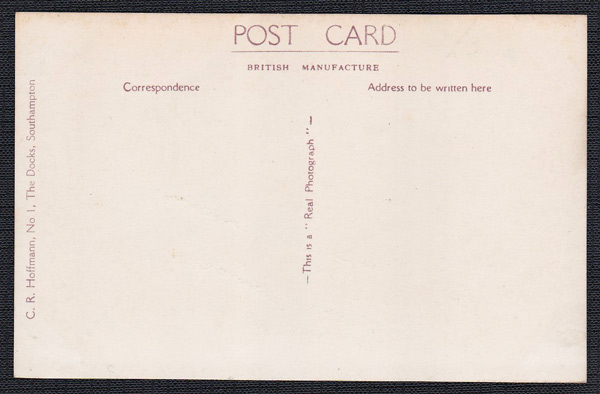 POST CARD
BRITISH MANUFACTURE
Correspondence
Address to be written here
—This is a "Real Photograph"—
C. R. Hoffmann, No 1, The Docks, Southampton